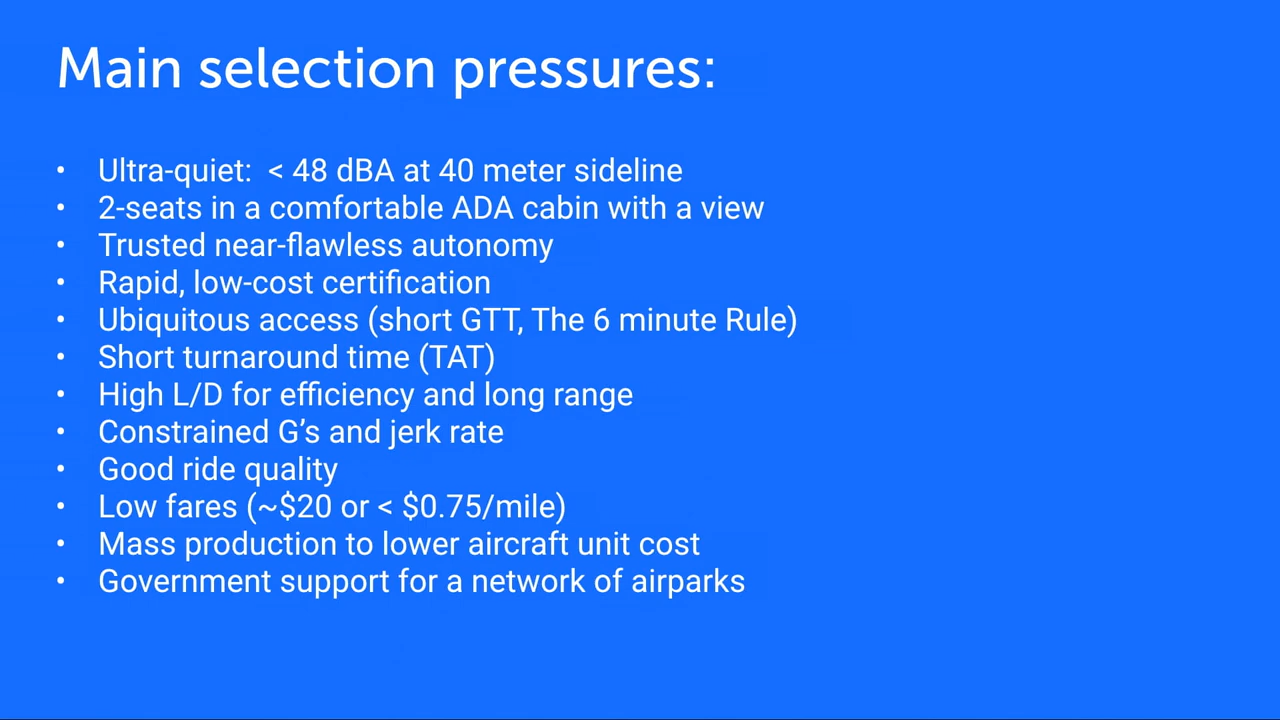 Main selection pressures:
• Ultra-quiet:  < 48 dBA at 40 meter sideline
• 2-seats in a comfortable ADA cabin with a view
• Trusted near-flawless autonomy
• Rapid, low-cost certification
• Ubiquitous access (short GTT, The 6 minute Rule)
• Short turnaround time (TAT)
• High L/D for efficiency and long range
• Constrained G’s and jerk rate
• Good ride quality
• Low fares (~$20 or < $0.75/mile)
• Mass production to lower aircraft unit cost
• Government support for a network of airparks